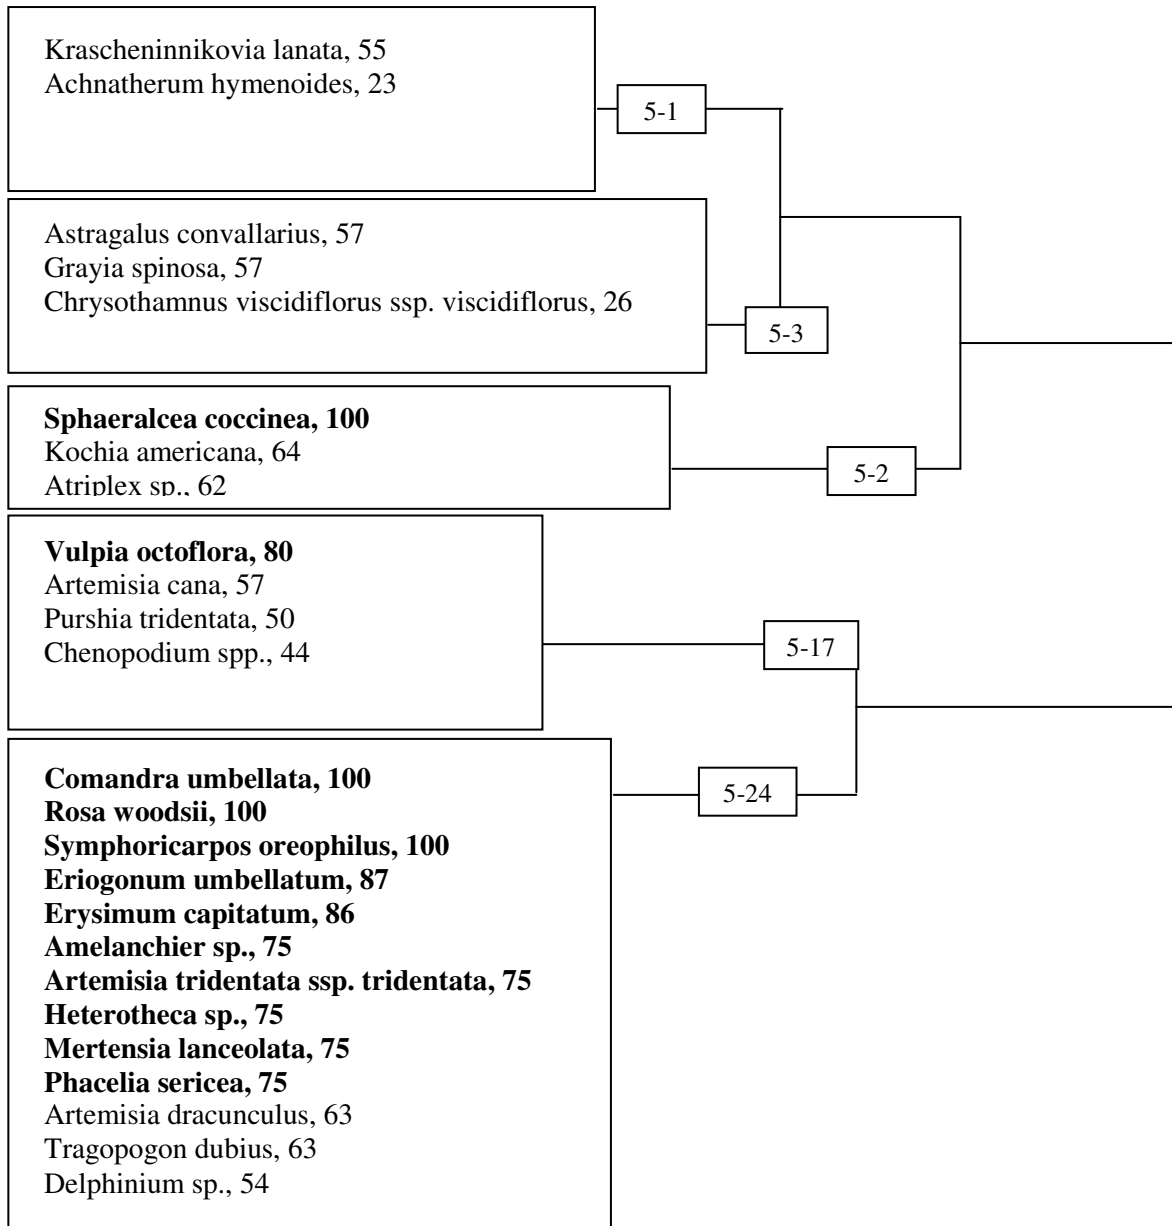 Krascheninnikovia lanata, 55
Achnatherum hymenoides, 23
5-1
Astragalus convallarius, 57
Grayia spinosa, 57
Chrysothamnus viscidiflorus ssp. viscidiflorus, 26
5-3
Sphaeralcea coccinea, 100
Kochia americana, 64
Atriplex sp., 62
5-2
Vulpia octoflora, 80
Artemisia cana, 57
Purshia tridentata, 50
Chenopodium spp., 44
5-17
Comandra umbellata, 100
Rosa woodsii, 100
Symphoricarpos oreophilus, 100
Eriogonum umbellatum, 87
Erysimum capitatum, 86
Amelanchier sp., 75
Artemisia tridentata ssp. tridentata, 75
Heterotheca sp., 75
Mertensia lanceolata, 75
Phacelia sericea, 75
Artemisia dracunculus, 63
Tragopogon dubius, 63
Delphinium sp., 54
5-24